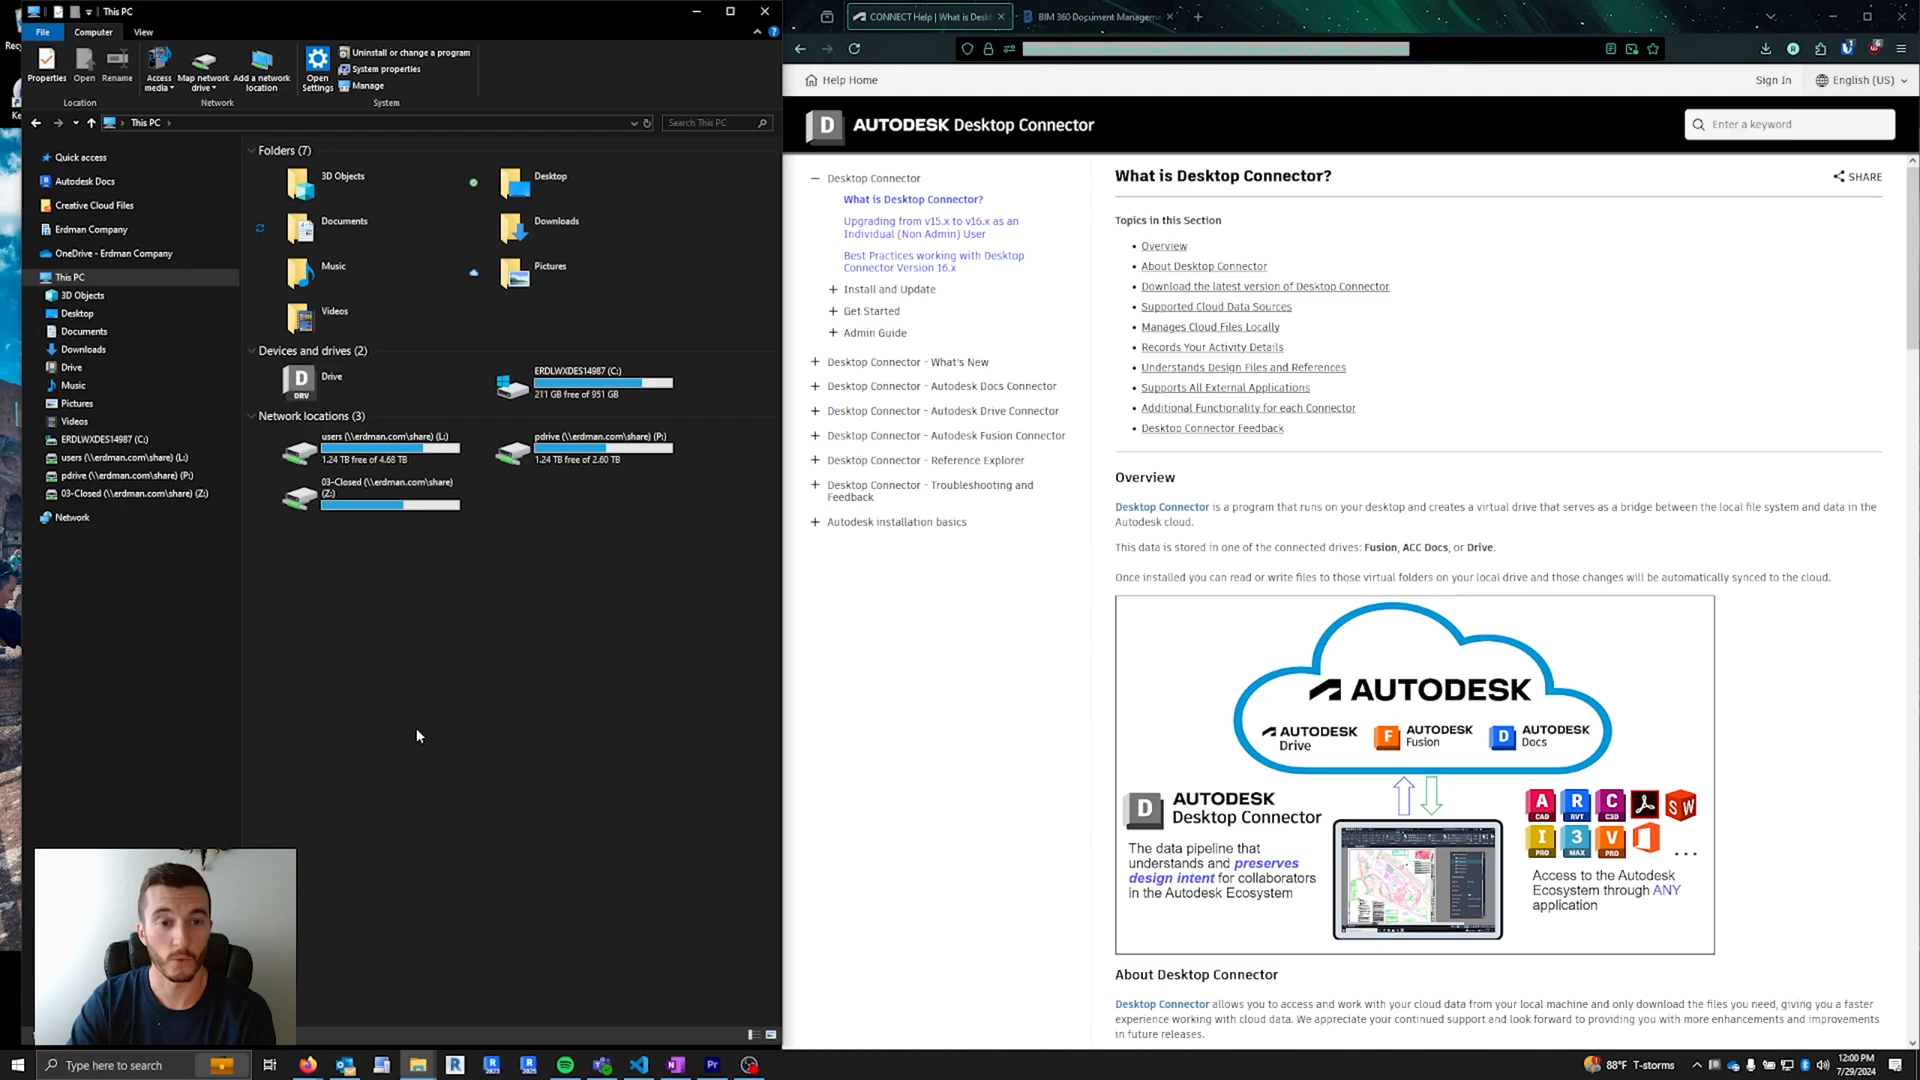 This PC
File
Computer
View
Properties
Open
Rename
Access media
Map network drive
Add a network location
Open Settings
Uninstall or change a program
System properties
Manage
Location
Network
System
This PC
Search This PC
Quick access
Autodesk Docs
Creative Cloud Files
Erdman Company
OneDrive - Erdman Company
This PC
3D Objects
Desktop
Documents
Downloads
Drive
Music
Pictures
Videos
ERDLWXDES14987 (C:)
users (\\erdman.com\share) (L:)
pdrive (\\erdman.com\share) (P:)
03-Closed (\\erdman.com\share) (Z:)
Network
Folders (7)
3D Objects
Desktop
Documents
Downloads
Music
Pictures
Videos
Devices and drives (2)
D
DRV
Drive
ERDLWXDES14987 (C:)
211 GB free of 951 GB
Network locations (3)
users (\\erdman.com\share) (L:)
1.24 TB free of 4.68 TB
pdrive (\\erdman.com\share) (P:)
1.24 TB free of 2.60 TB
03-Closed (\\erdman.com\share)
(Z:)
CONNECT Help | What is Desk
BIM 360 Document Manageme
Help Home
Sign In
English (US)
D
AUTODESK Desktop Connector
Enter a keyword
Desktop Connector
What is Desktop Connector?
Upgrading from v15.x to v16.x as an
Individual (Non Admin) User
Best Practices working with Desktop
Connector Version 16.x
Install and Update
Get Started
Admin Guide
Desktop Connector - What's New
Desktop Connector - Autodesk Docs Connector
Desktop Connector - Autodesk Drive Connector
Desktop Connector - Autodesk Fusion Connector
Desktop Connector - Reference Explorer
Desktop Connector - Troubleshooting and
Feedback
Autodesk installation basics
What is Desktop Connector?
SHARE
Topics in this Section
• Overview
• About Desktop Connector
• Download the latest version of Desktop Connector
• Supported Cloud Data Sources
• Manages Cloud Files Locally
• Records Your Activity Details
• Understands Design Files and References
• Supports All External Applications
• Additional Functionality for each Connector
• Desktop Connector Feedback
Overview
Desktop Connector is a program that runs on your desktop and creates a virtual drive that serves as a bridge between the local file system and data in the
Autodesk cloud.
This data is stored in one of the connected drives: Fusion, ACC Docs, or Drive.
Once installed you can read or write files to those virtual folders on your local drive and those changes will be automatically synced to the cloud.
AUTODESK
AUTODESK
Drive
F
AUTODESK
Fusion
D
AUTODESK
Docs
D
AUTODESK
Desktop Connector
The data pipeline that
understands and preserves
design intent for collaborators
in the Autodesk Ecosystem
A
CAD
R
RVT
C
C3D
SW
I
PRO
3
MAX
V
PRO
...
Access to the Autodesk
Ecosystem through ANY
application
About Desktop Connector
Desktop Connector allows you to access and work with your cloud data from your local machine and only download the files you need, giving you a faster
experience working with cloud data. We appreciate your continued support and look forward to providing you with more enhancements and improvements
in future releases.
Type here to search
88°F T-storms
12:00 PM
7/29/2024